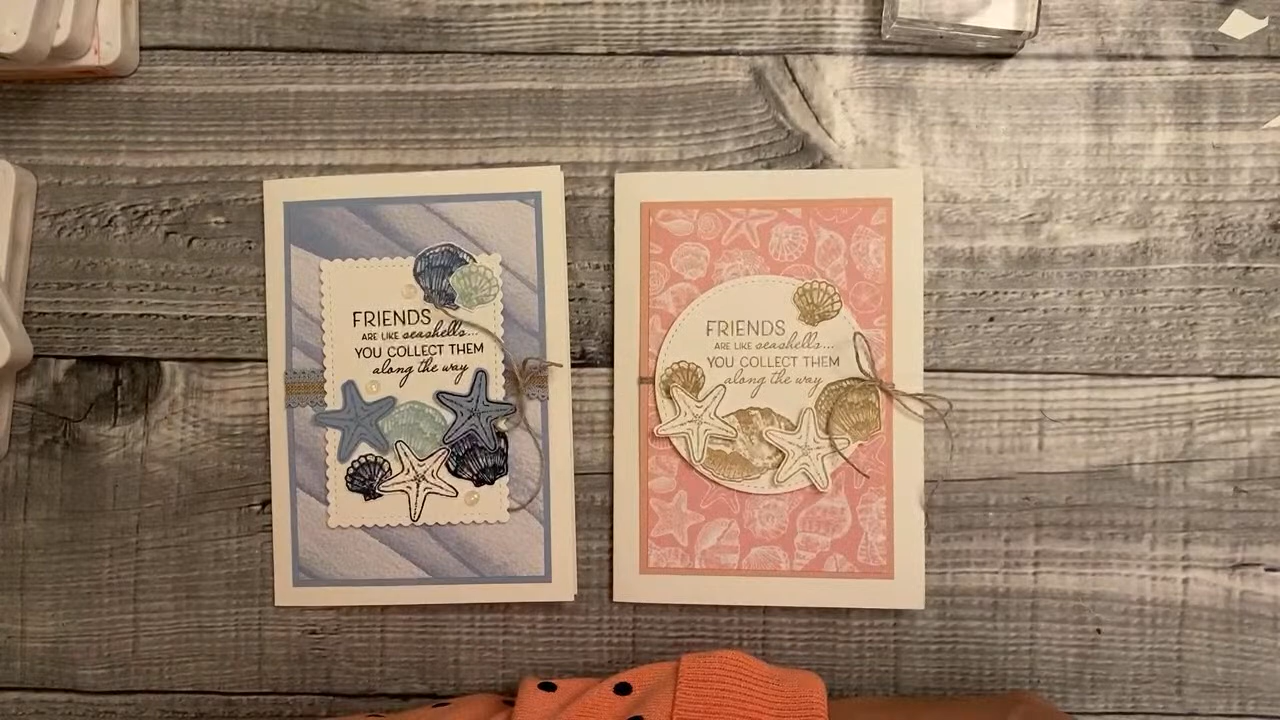 FRIENDS
ARE LIKE seashells...
YOU COLLECT THEM
along the way
FRIENDS
ARE LIKE seashells...
YOU COLLECT THEM
along the way